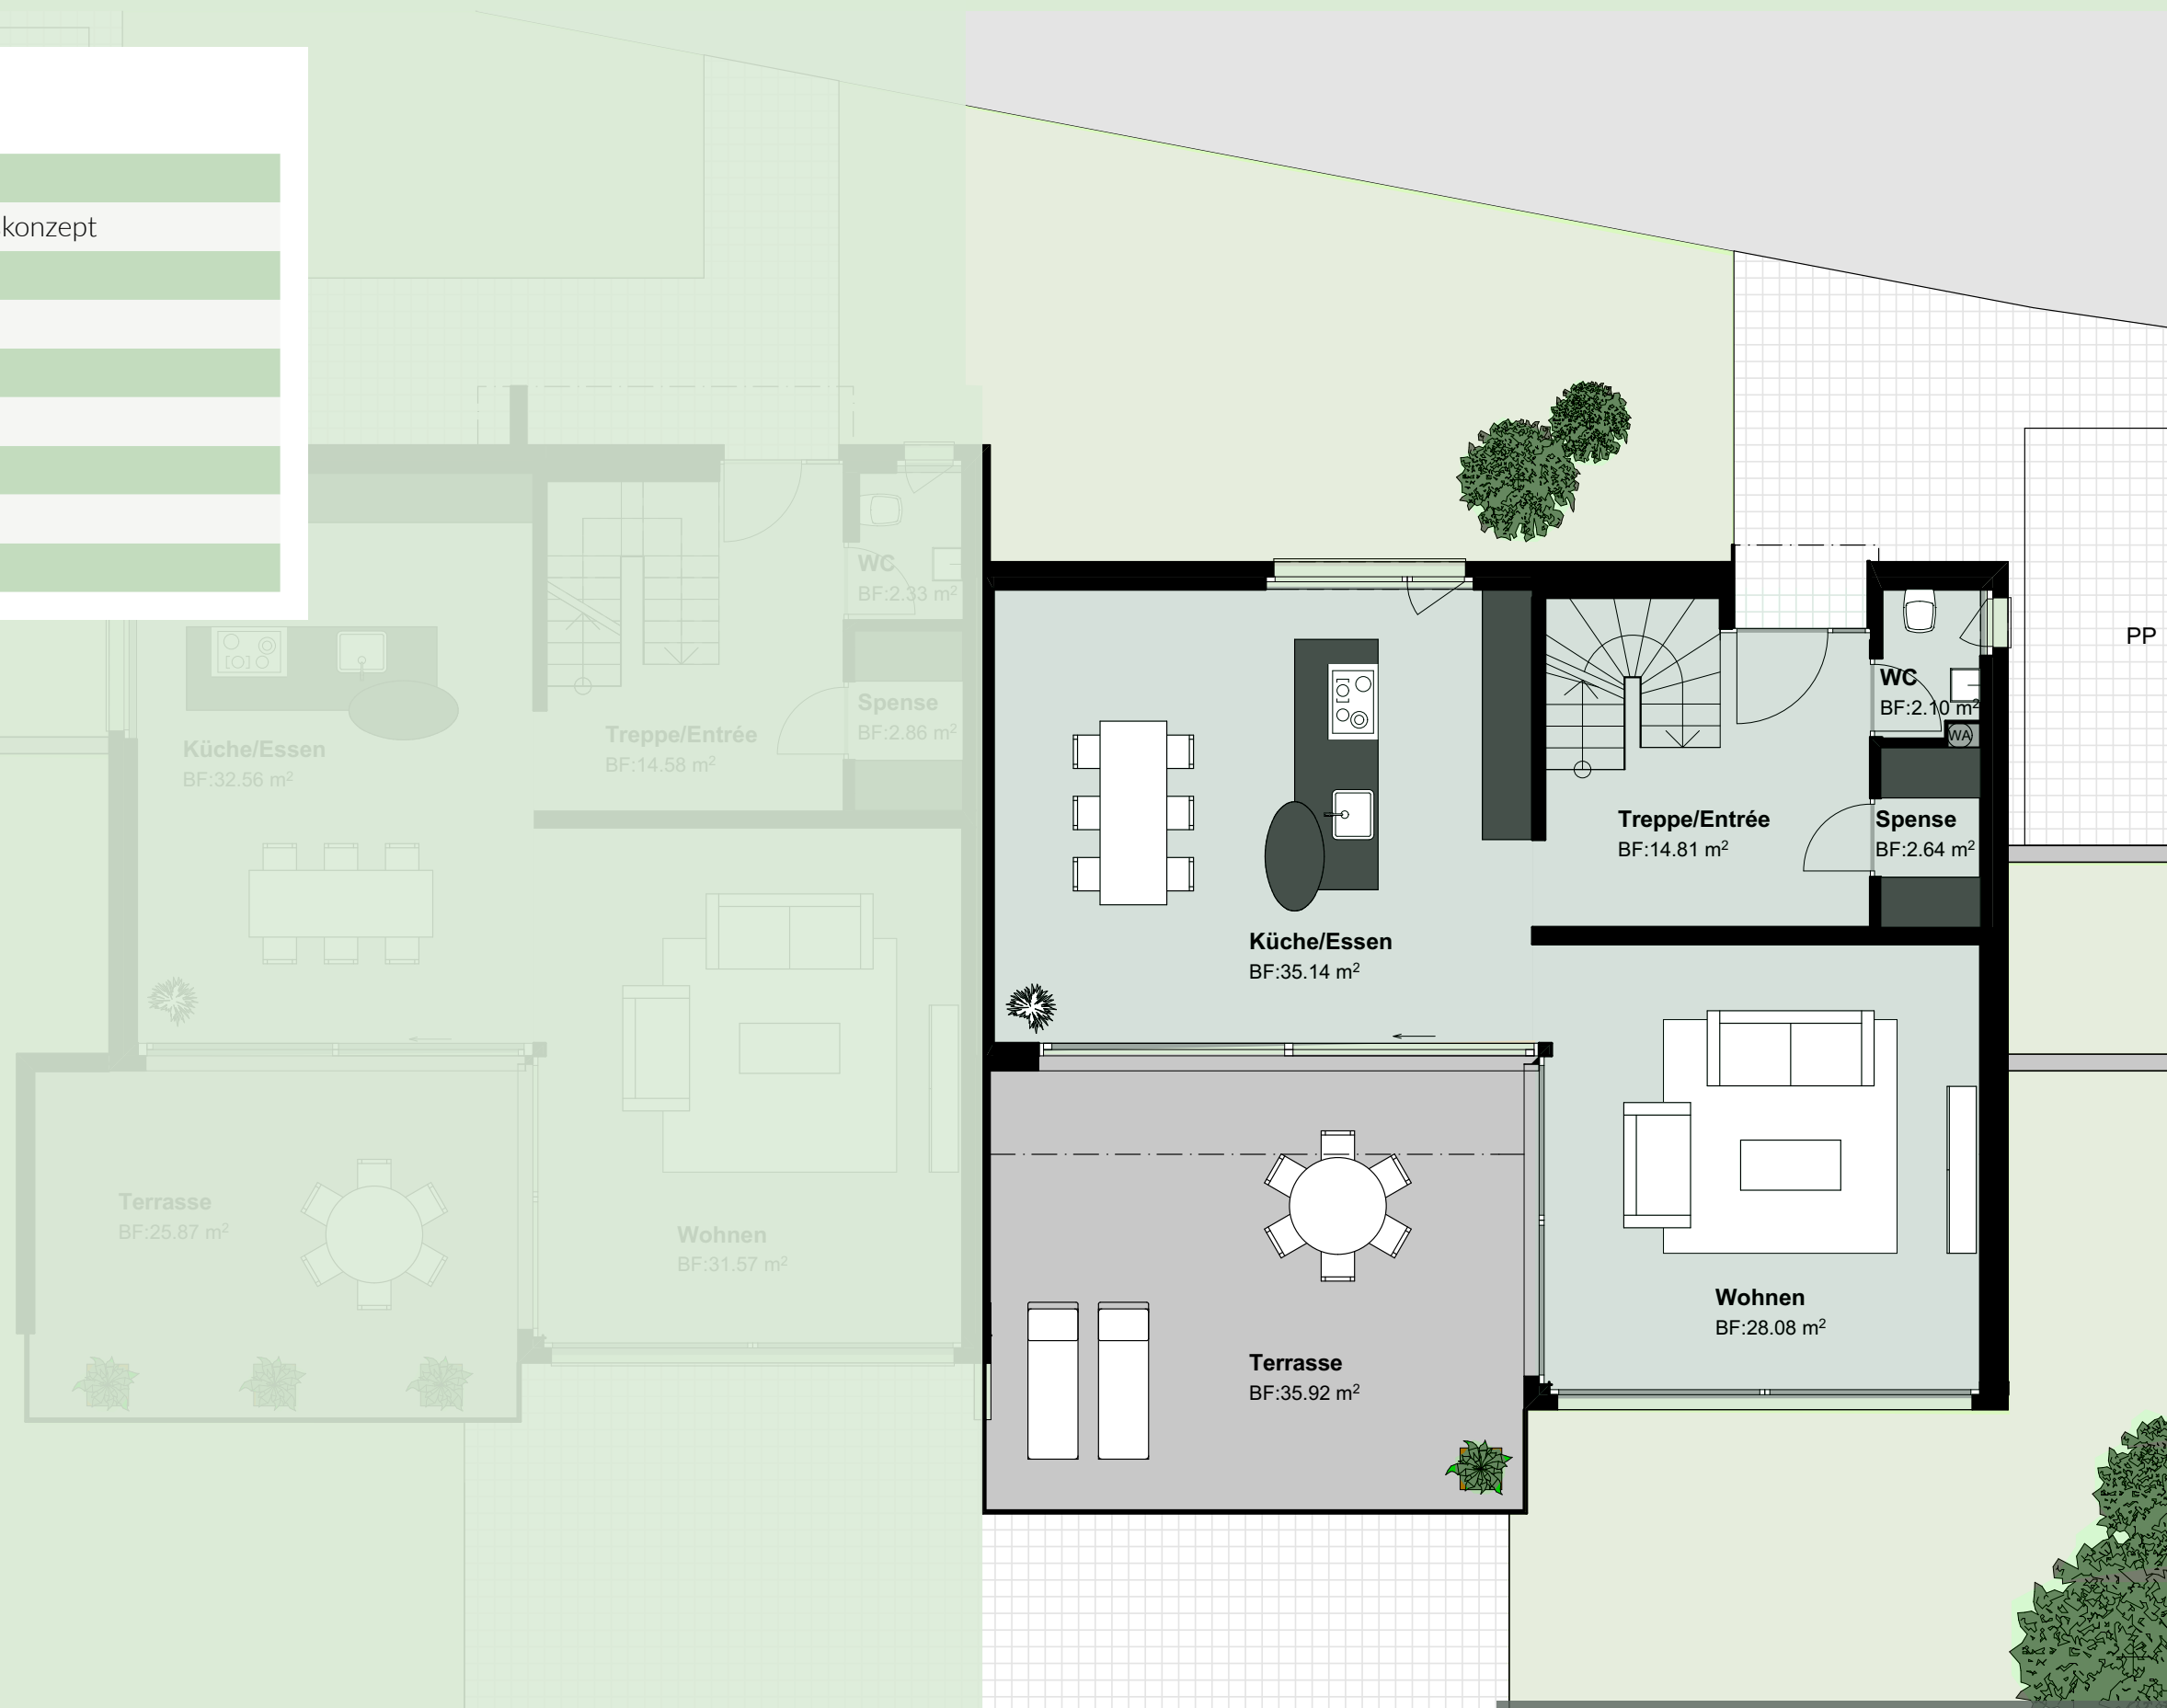 konzept
WC
BF:2.33 m²
Spense
BF:2.86 m²
Treppe/Entrée
BF:14.58 m²
Küche/Essen
BF:32.56 m²
Terrasse
BF:25.87 m²
Wohnen
BF:31.57 m²
PP
WC
BF:2.10 m²
WA
Treppe/Entrée
BF:14.81 m²
Spense
BF:2.64 m²
Küche/Essen
BF:35.14 m²
Wohnen
BF:28.08 m²
Terrasse
BF:35.92 m²